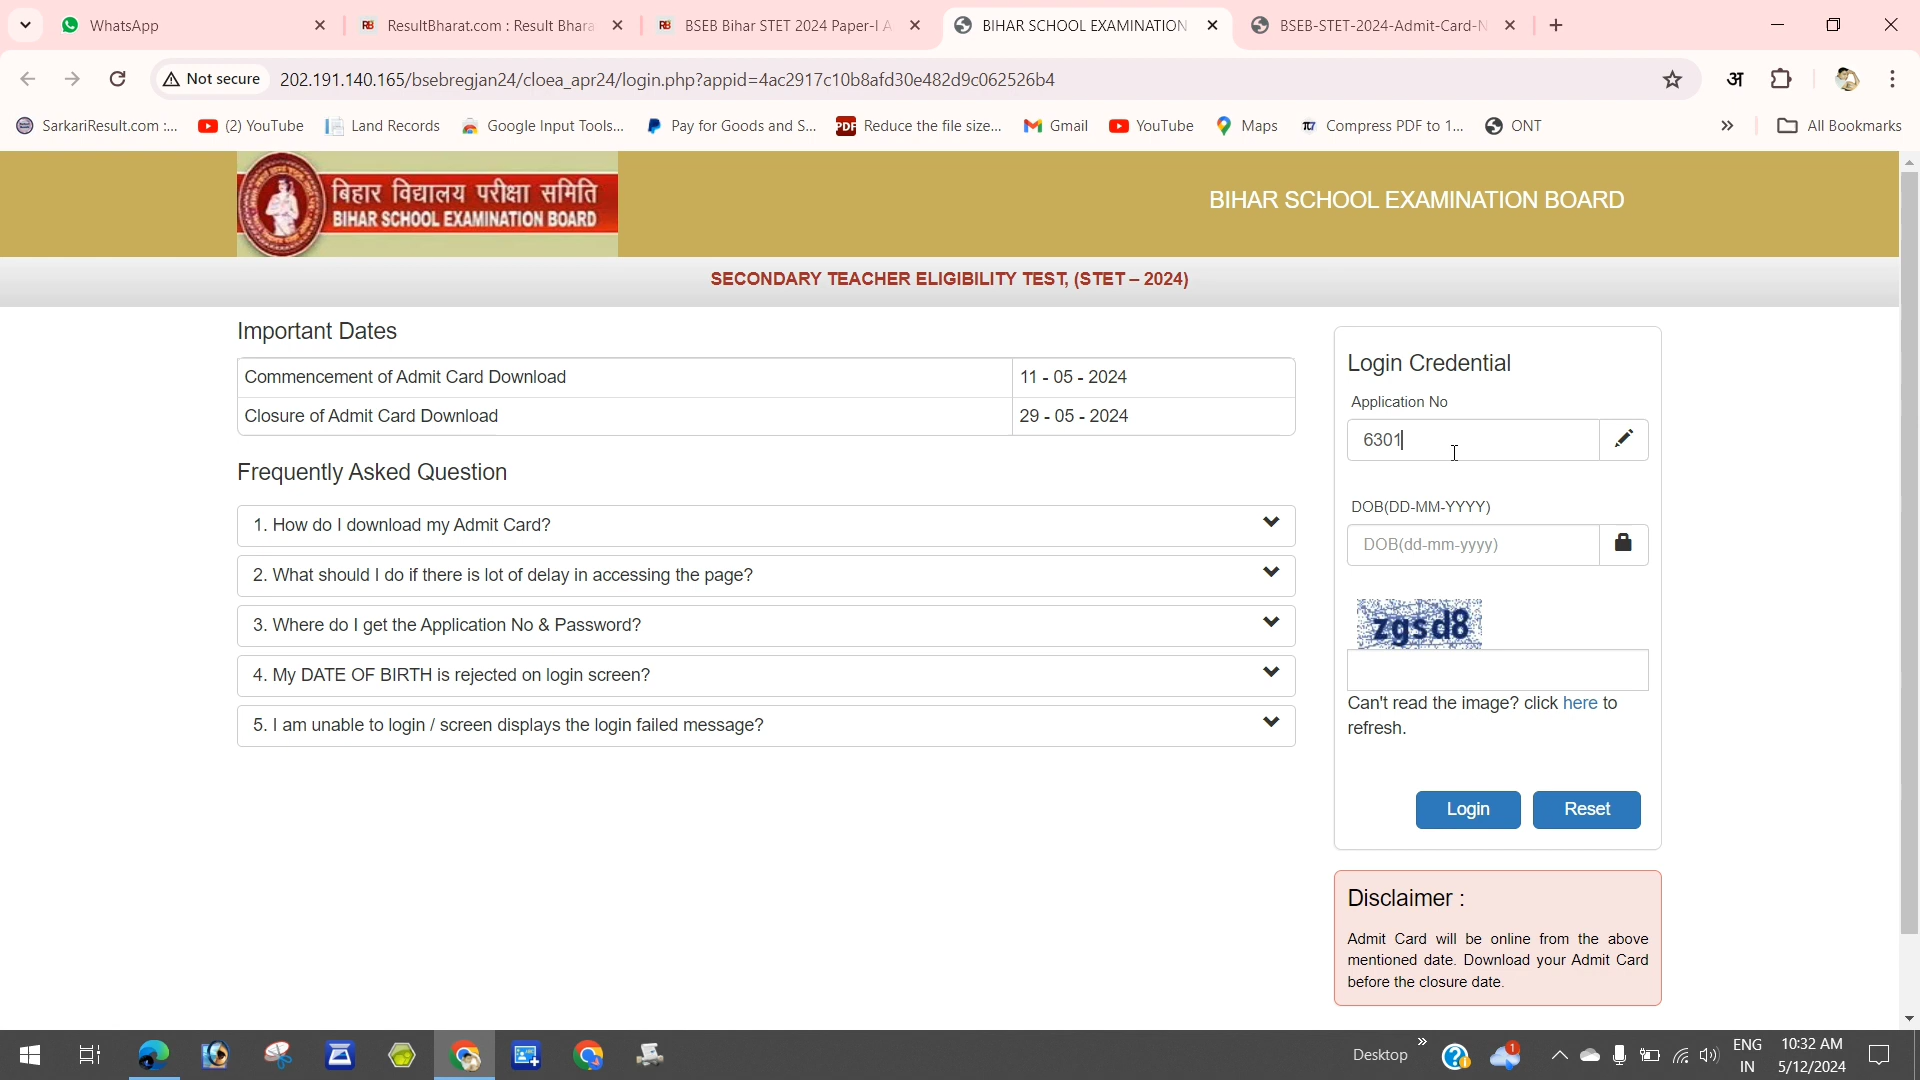 WhatsApp
ResultBharat.com : Result Bhara
BSEB Bihar STET 2024 Paper-I A
BIHAR SCHOOL EXAMINATION
BSEB-STET-2024-Admit-Card-N
Not secure
202.191.140.165/bsebregjan24/cloea_apr24/login.php?appid=4ac2917c10b8afd30e482d9c062526b4
अ
SarkariResult.com :...
(2) YouTube
Land Records
Google Input Tools...
Pay for Goods and S...
Reduce the file size...
Gmail
YouTube
Maps
Compress PDF to 1...
ONT
All Bookmarks
बिहार विद्यालय परीक्षा समिति
BIHAR SCHOOL EXAMINATION BOARD
BIHAR SCHOOL EXAMINATION BOARD
SECONDARY TEACHER ELIGIBILITY TEST, (STET – 2024)
Important Dates
Commencement of Admit Card Download 11 - 05 - 2024
Closure of Admit Card Download 29 - 05 - 2024
Frequently Asked Question
1. How do I download my Admit Card?
2. What should I do if there is lot of delay in accessing the page?
3. Where do I get the Application No & Password?
4. My DATE OF BIRTH is rejected on login screen?
5. I am unable to login / screen displays the login failed message?
Login Credential
Application No
6301
DOB(DD-MM-YYYY)
DOB(dd-mm-yyyy)
zgsd8
Can't read the image? click here to
refresh.
Login
Reset
Disclaimer :
Admit Card will be online from the above
mentioned date. Download your Admit Card
before the closure date.
Desktop
1
ENG
IN
10:32 AM
5/12/2024